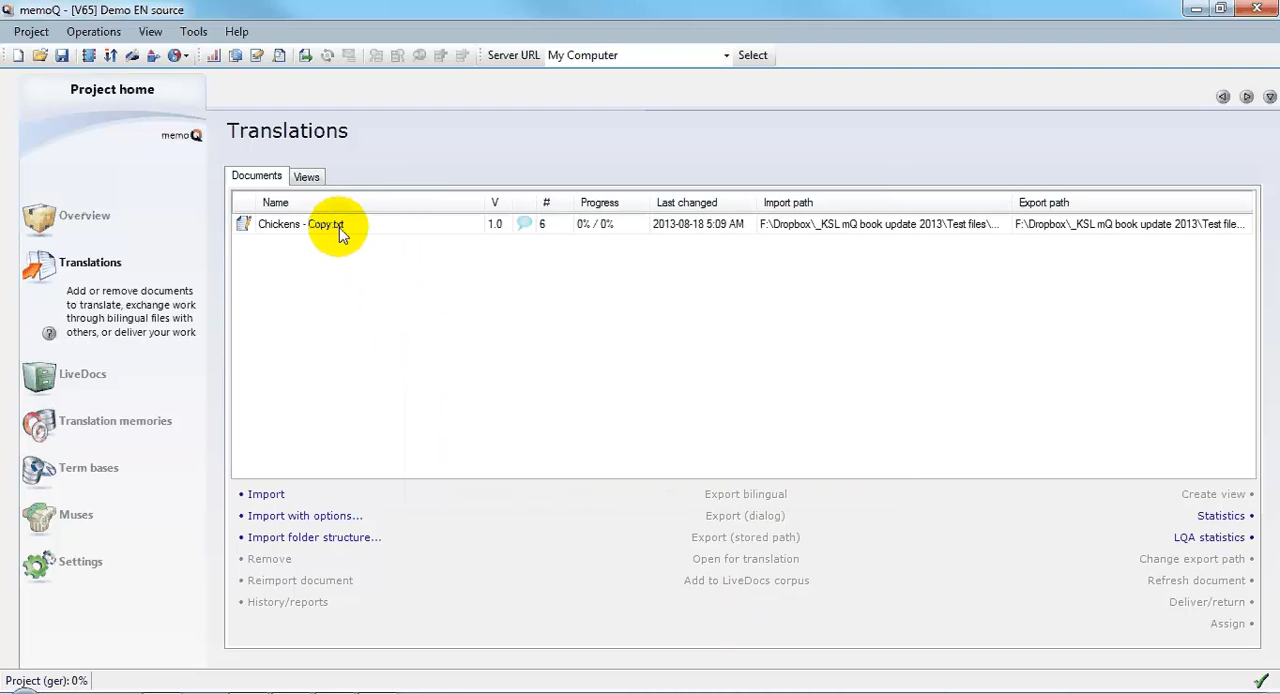 memoQ - [V65] Demo EN source
Project Operations View Tools Help
Server URL My Computer Select
Project home
memoQ
Overview
Translations
Add or remove documents
to translate, exchange work
through bilingual files with
others, or deliver your work
LiveDocs
Translation memories
Term bases
Muses
Settings
Translations
Documents Views
Name V # Progress Last changed Import path Export path
Chickens - Copy.txt 1.0 6 0% / 0% 2013-08-18 5:09 AM F:\Dropbox\_KSL mQ book update 2013\Test files\... F:\Dropbox\_KSL mQ book update 2013\Test file...
• Import Export bilingual Create view •
• Import with options... Export (dialog) Statistics •
• Import folder structure... Export (stored path) LQA statistics •
• Remove Open for translation Change export path •
• Reimport document Add to LiveDocs corpus Refresh document •
• History/reports Deliver/return •
Assign •
Project (ger): 0%